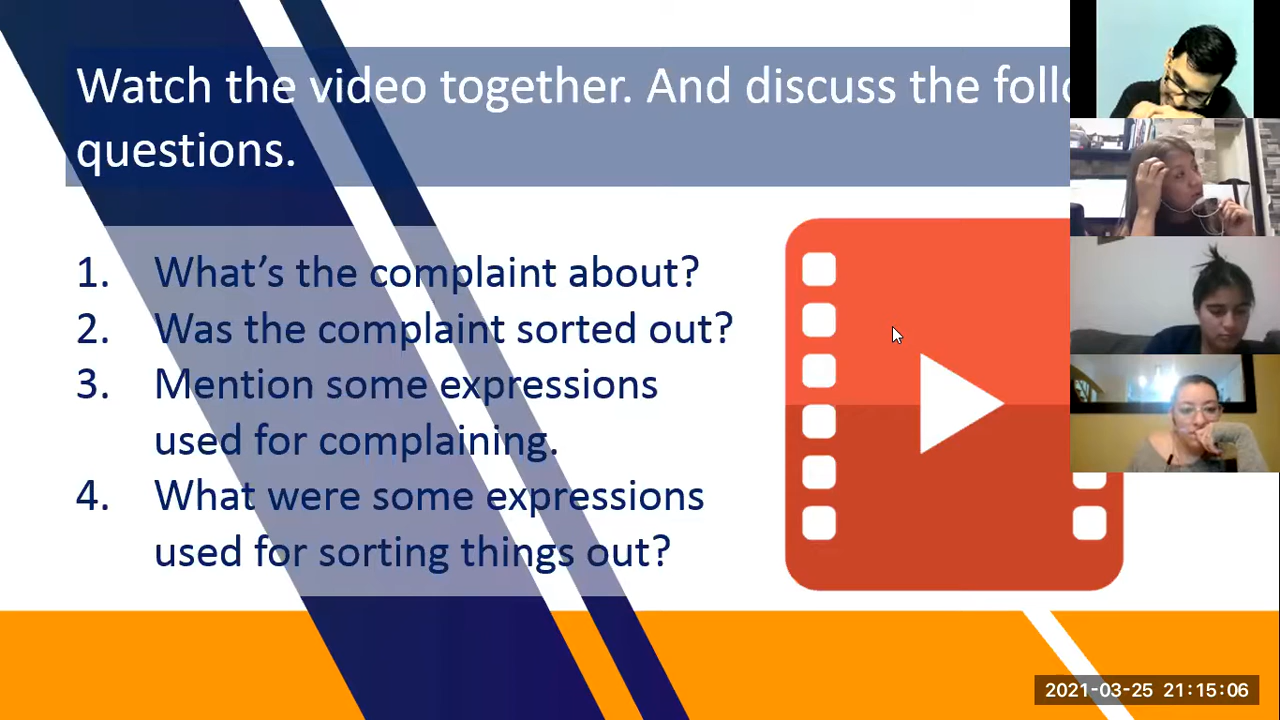 Watch the video together. And discuss the
questions.
1. What’s the complaint about?
2. Was the complaint sorted out?
3. Mention some expressions
used for complaining.
4. What were some expressions
used for sorting things out?
2021-03-25 21:15:06